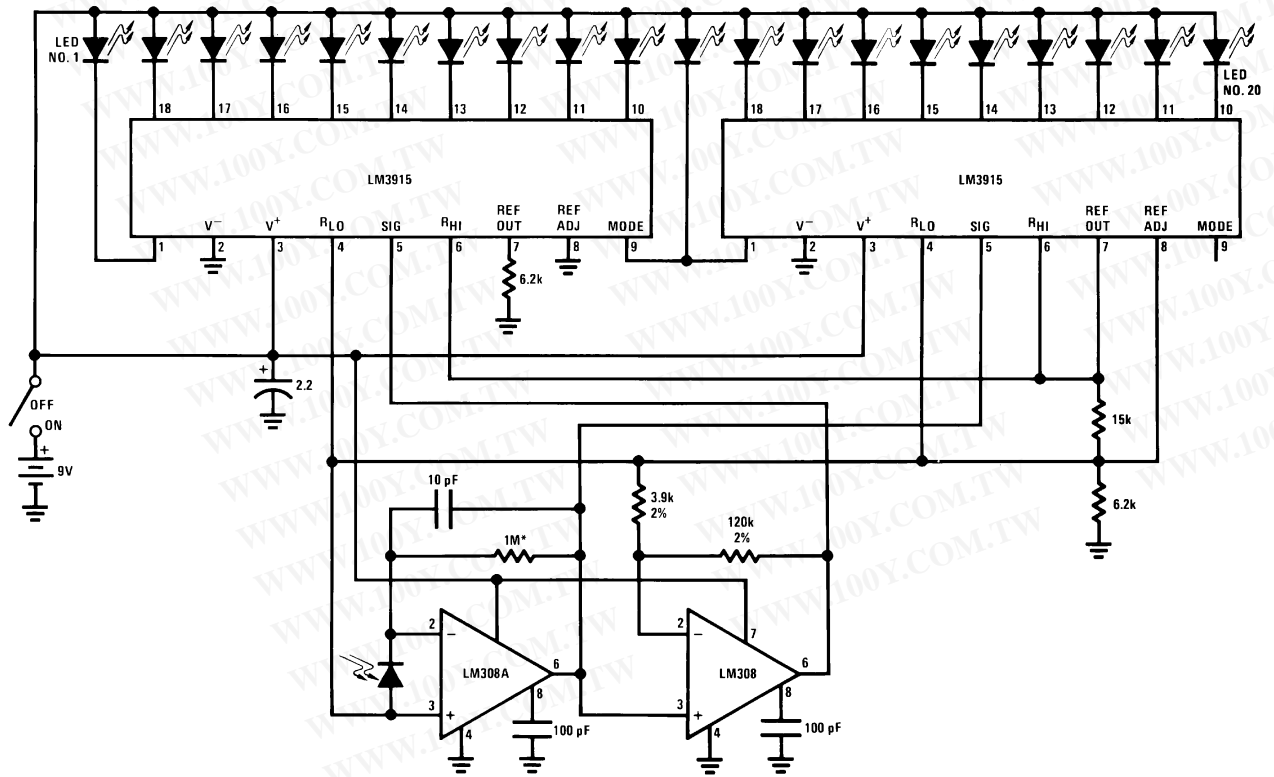 LED
NO. 1
LED
NO. 20
18 17 16 15 14 13 12 11 10
18 17 16 15 14 13 12 11 10
LM3915
LM3915
V− V+ RLO SIG RHI REF OUT REF ADJ MODE
V− V+ RLO SIG RHI REF OUT REF ADJ MODE
1 2 3 4 5 6 7 8 9
1 2 3 4 5 6 7 8 9
6.2k
+
2.2
OFF
ON
+
9V
15k
6.2k
10 pF
3.9k
2%
120k
2%
1M*
2
−
LM308A
6
3
+
8
4
100 pF
2
−
7
LM308
6
3
+
8
4
100 pF
WWW.100Y.COM.TW